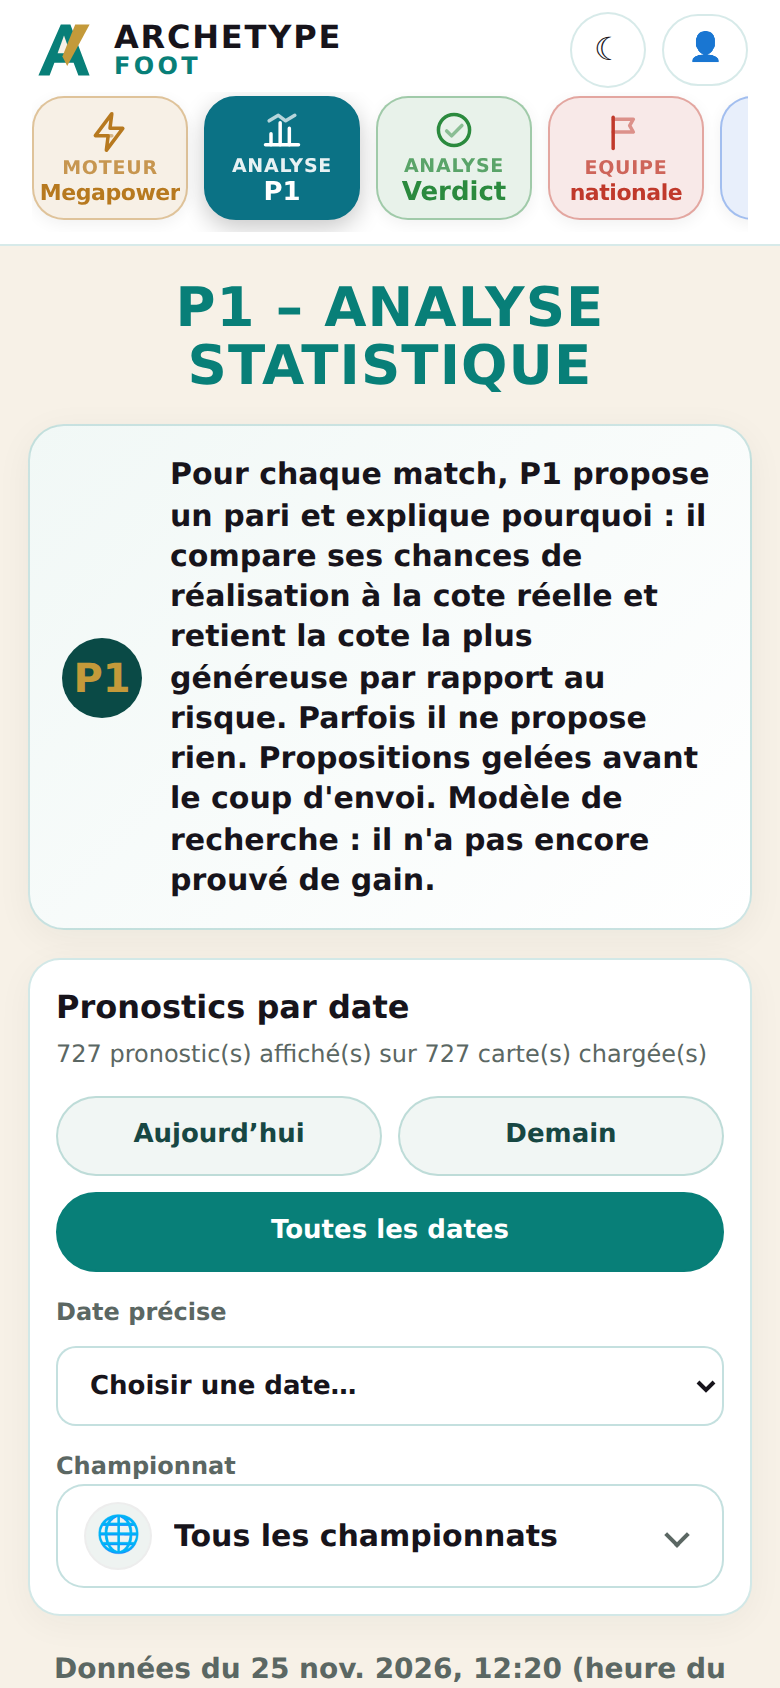 ARCHETYPE
FOOT
MOTEUR
Megapower
ANALYSE
P1
ANALYSE
Verdict
EQUIPE
nationale
P1 – ANALYSE
STATISTIQUE
P1
Pour chaque match, P1 propose
un pari et explique pourquoi : il
compare ses chances de
réalisation à la cote réelle et
retient la cote la plus
généreuse par rapport au
risque. Parfois il ne propose
rien. Propositions gelées avant
le coup d'envoi. Modèle de
recherche : il n'a pas encore
prouvé de gain.
Pronostics par date
727 pronostic(s) affiché(s) sur 727 carte(s) chargée(s)
Aujourd’hui
Demain
Toutes les dates
Date précise
Choisir une date…
Championnat
Tous les championnats
Données du 25 nov. 2026, 12:20 (heure du